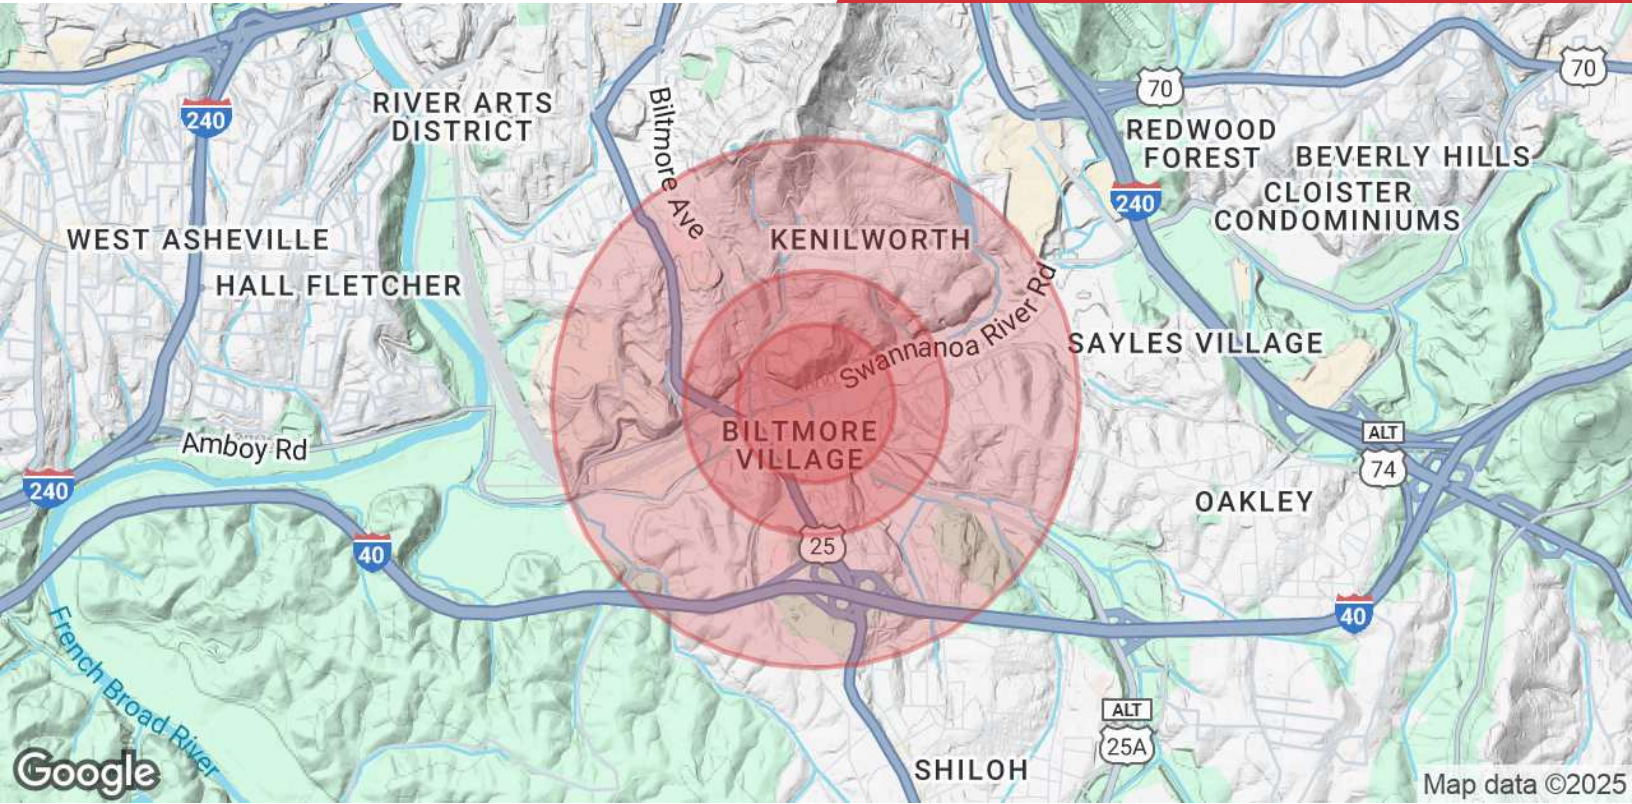 70
70
240
RIVER ARTS
DISTRICT
Biltmore Ave
REDWOOD
FOREST
BEVERLY HILLS
CLOISTER
CONDOMINIUMS
240
WEST ASHEVILLE
KENILWORTH
HALL FLETCHER
Swannanoa River Rd
SAYLES VILLAGE
BILTMORE
VILLAGE
Amboy Rd
ALT
74
240
OAKLEY
25
40
40
French Broad River
ALT
25A
SHILOH
Google
Map data ©2025